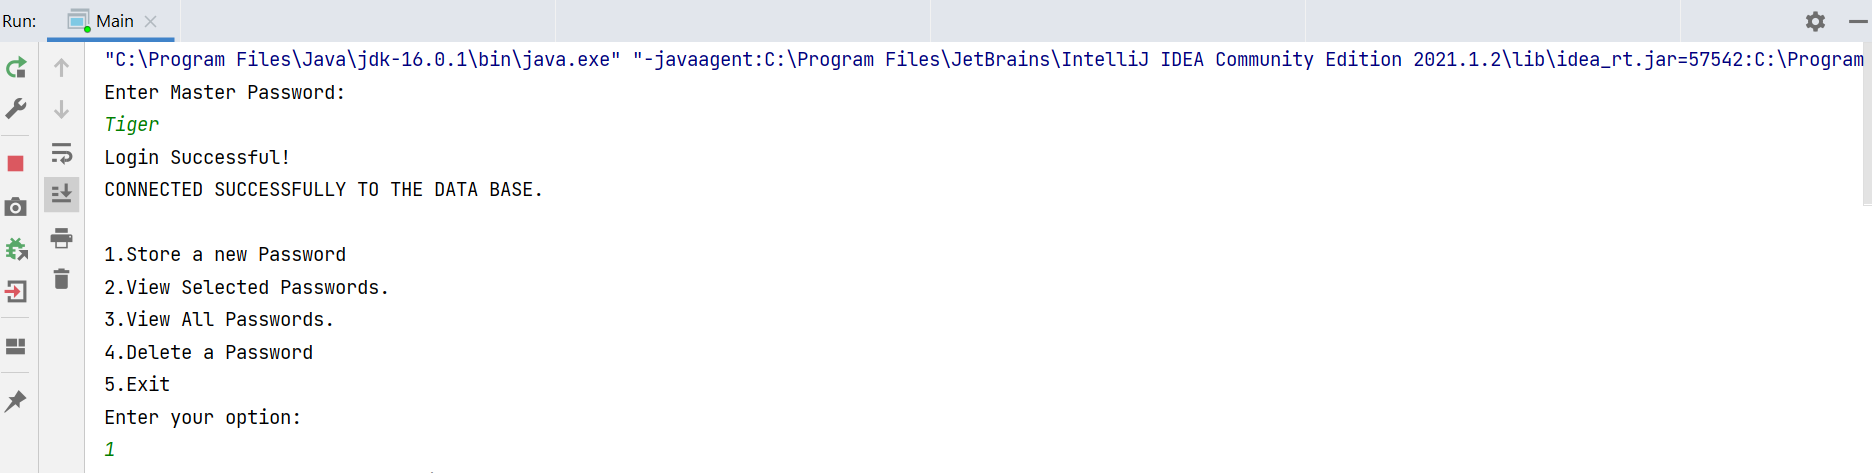 Run: Main
"C:\Program Files\Java\jdk-16.0.1\bin\java.exe" "-javaagent:C:\Program Files\JetBrains\IntelliJ IDEA Community Edition 2021.1.2\lib\idea_rt.jar=57542:C:\Program
Enter Master Password:
Tiger
Login Successful!
CONNECTED SUCCESSFULLY TO THE DATA BASE.
1.Store a new Password
2.View Selected Passwords.
3.View All Passwords.
4.Delete a Password
5.Exit
Enter your option:
1